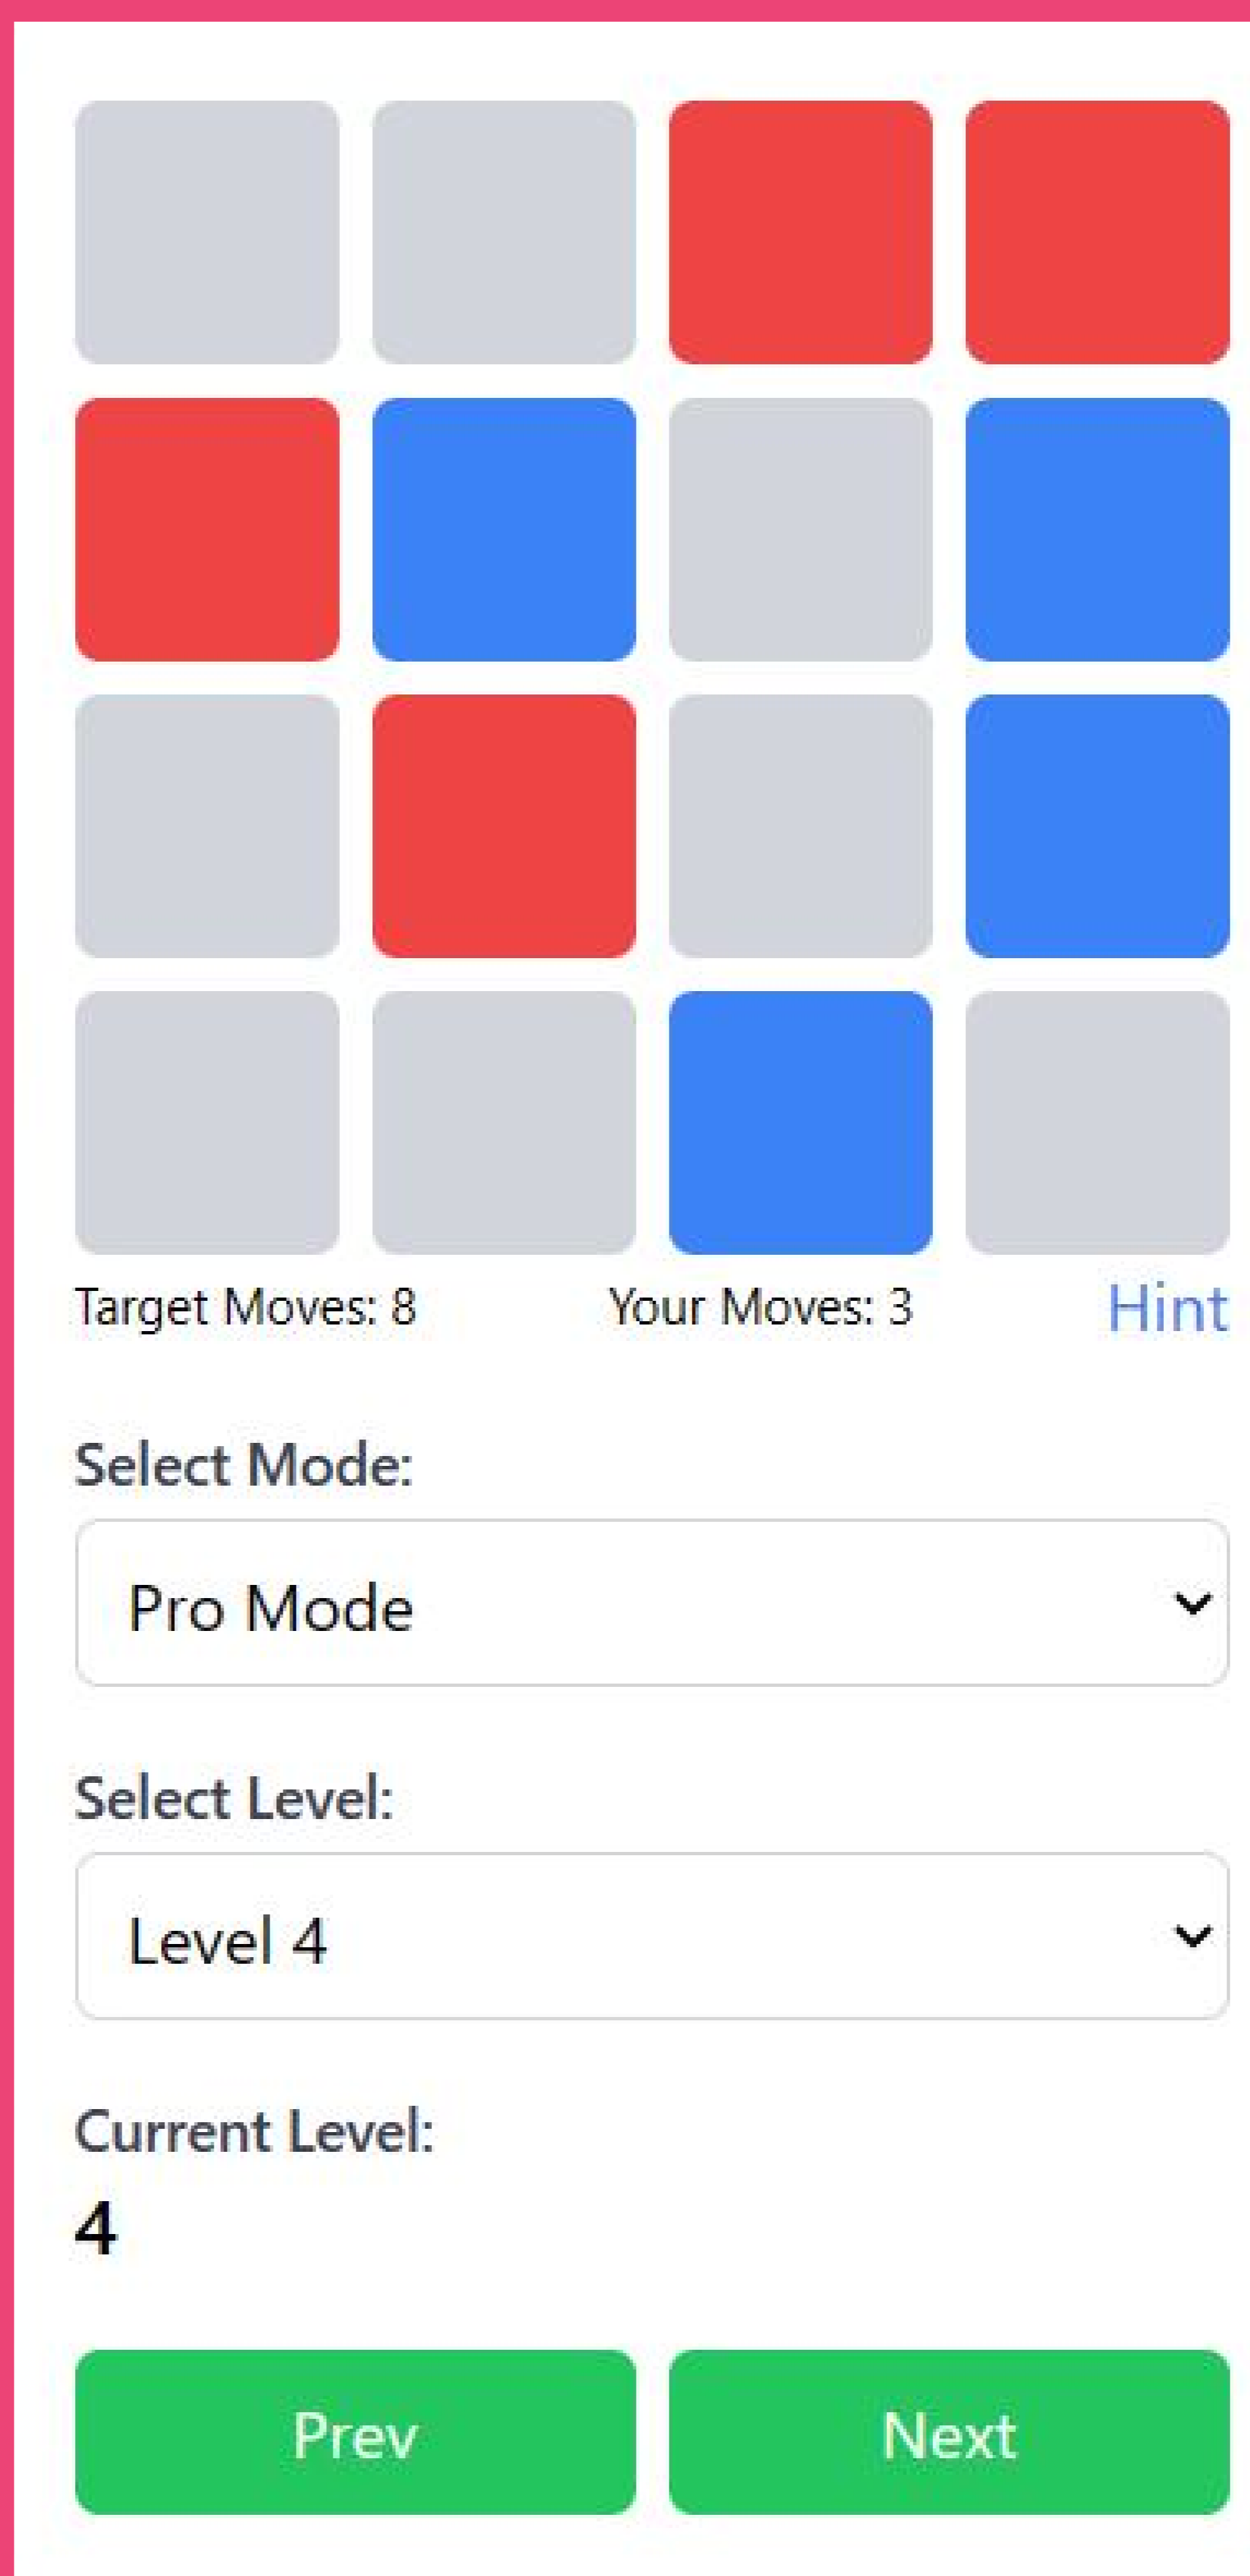 Target Moves: 8 Your Moves: 3 Hint
Select Mode:
Pro Mode
Select Level:
Level 4
Current Level:
4
Prev Next